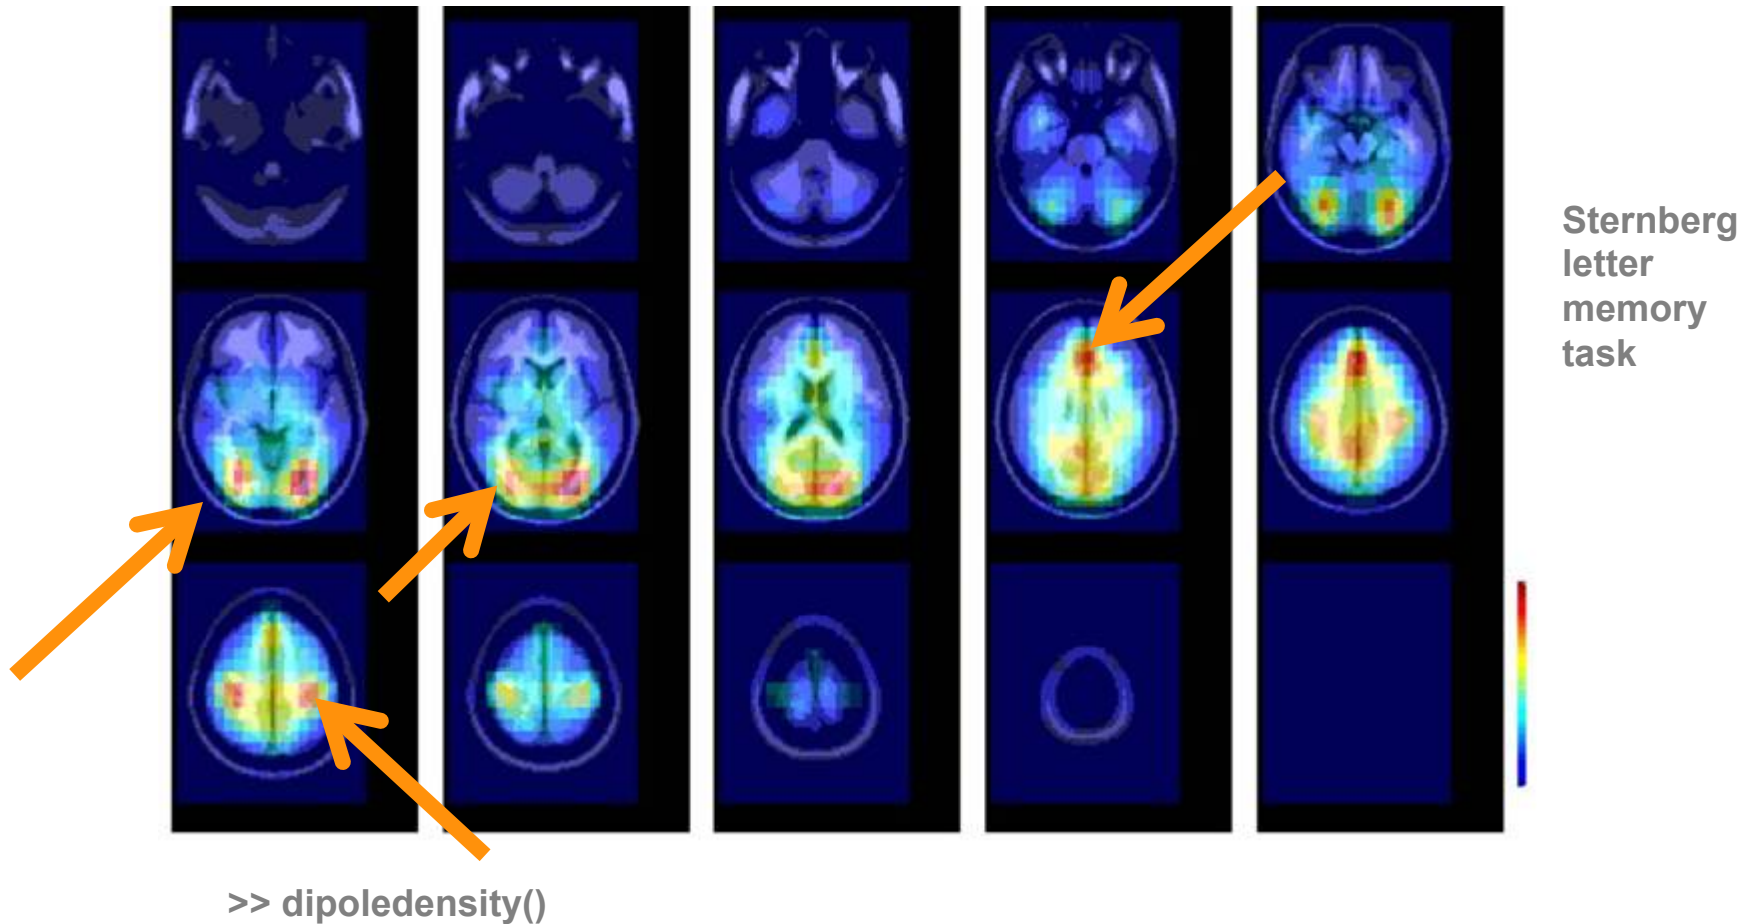 Sternberg
letter
memory
task
>> dipoledensity()